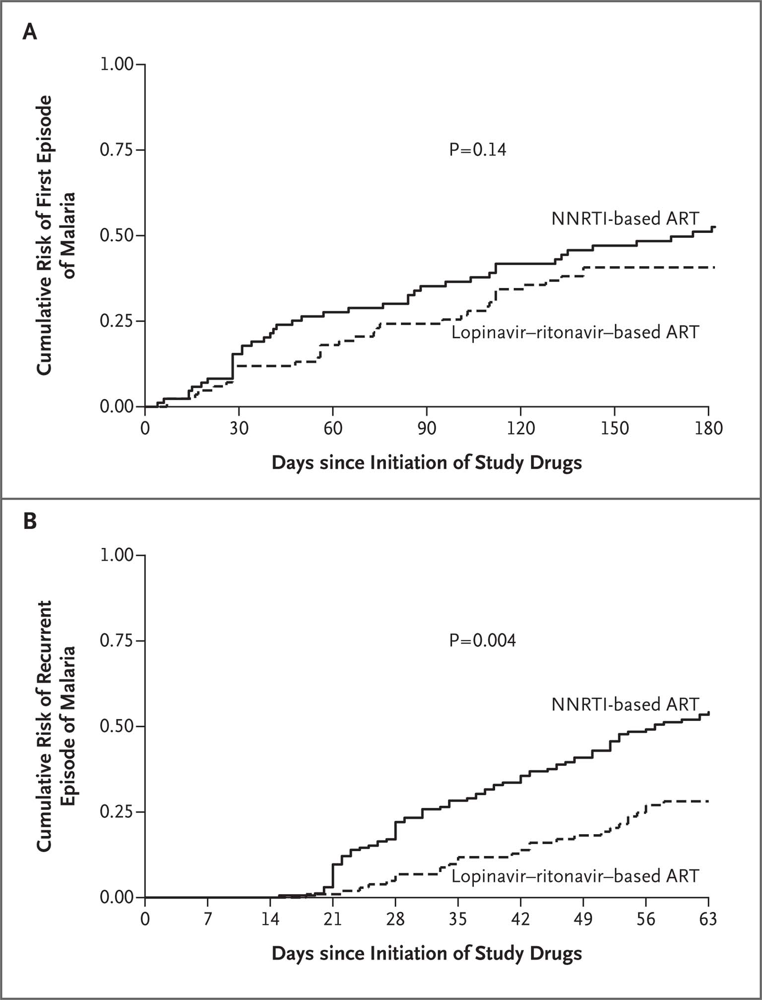 A
1.00
0.75
0.50
0.25
0.00
Cumulative Risk of First Episode
of Malaria
P=0.14
NNRTI-based ART
Lopinavir–ritonavir–based ART
0 30 60 90 120 150 180
Days since Initiation of Study Drugs
B
1.00
0.75
0.50
0.25
0.00
Cumulative Risk of Recurrent
Episode of Malaria
P=0.004
NNRTI-based ART
Lopinavir–ritonavir–based ART
0 7 14 21 28 35 42 49 56 63
Days since Initiation of Study Drugs